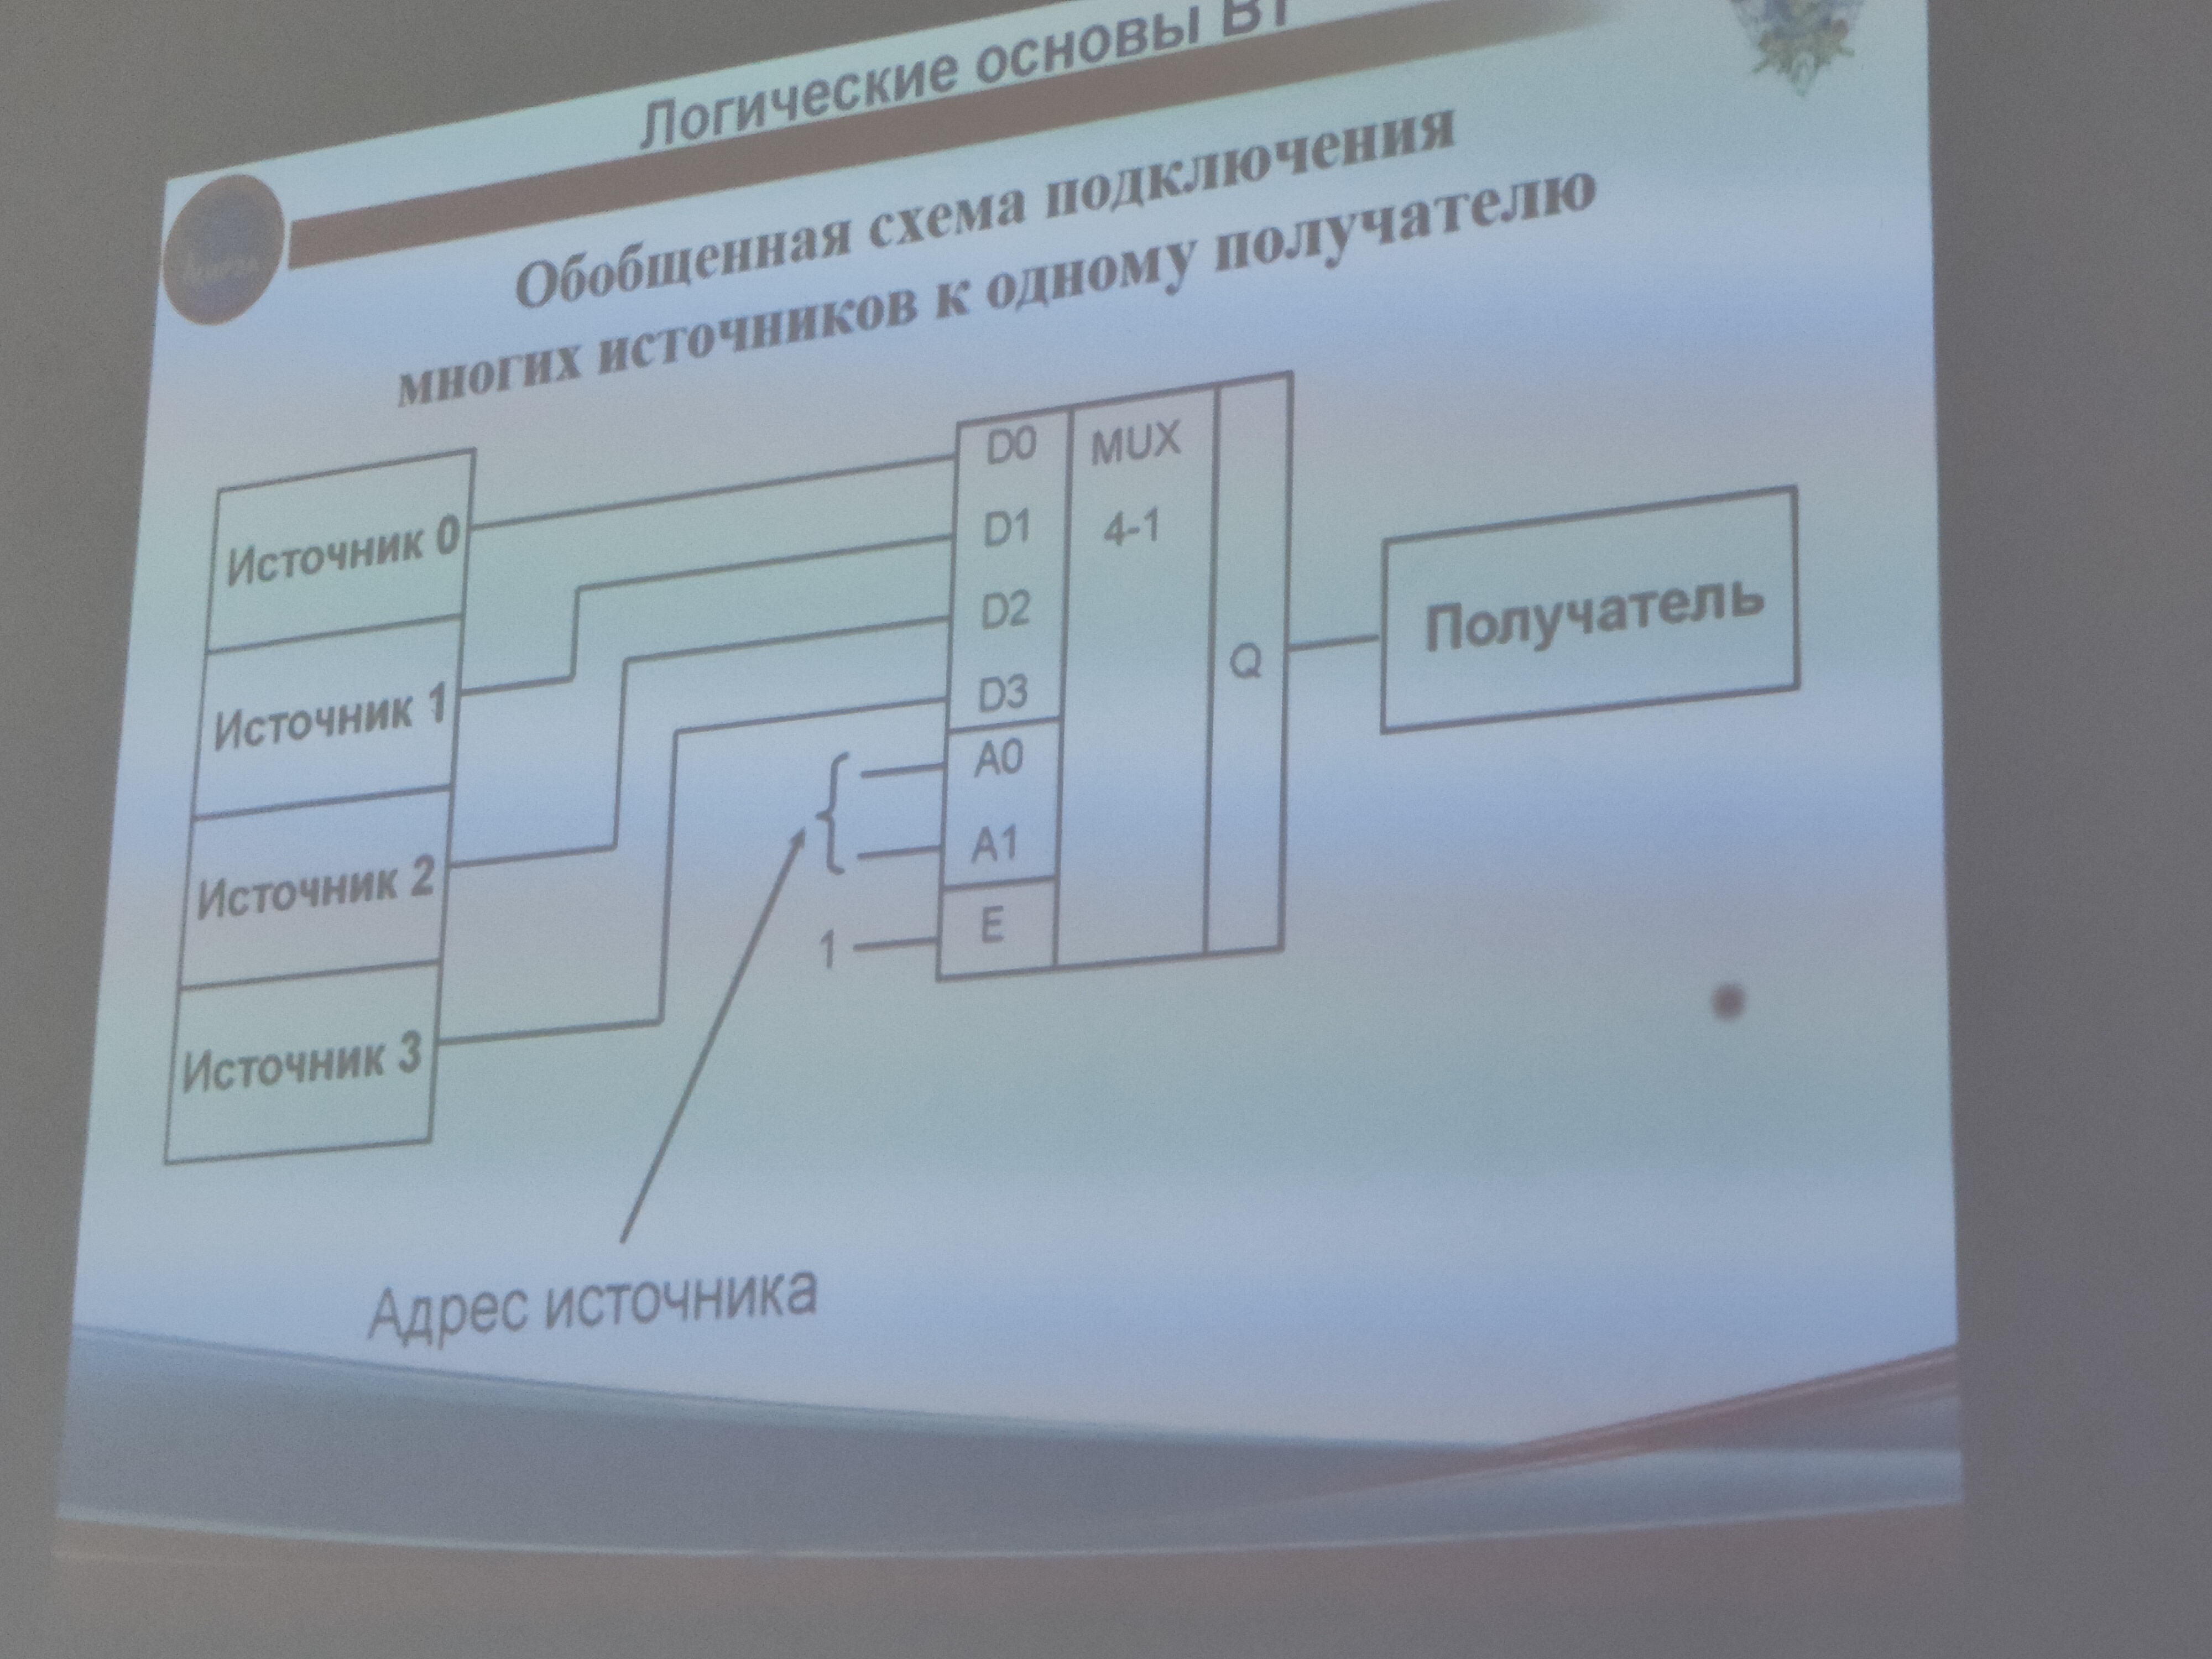 Логические основы ВТ
Обобщенная схема подключения
многих источников к одному получателю
Источник 0
Источник 1
Источник 2
Источник 3
D0
D1
D2
D3
A0
A1
E
1
MUX
4-1
Q
Получатель
Адрес источника